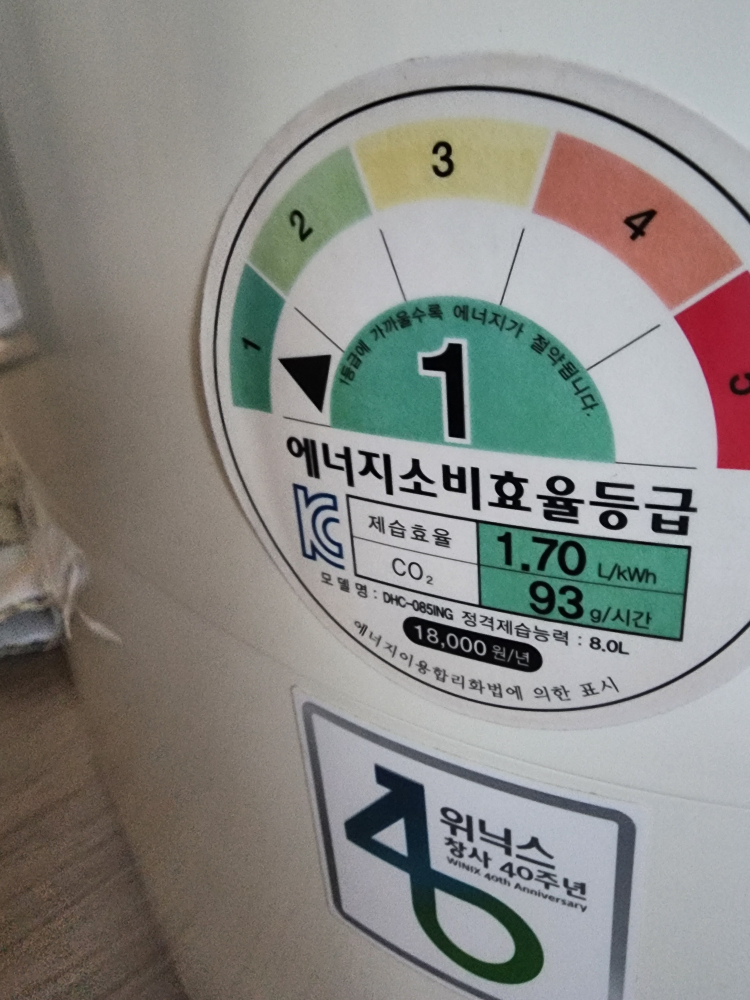 1
2
3
4
5
1등급에 가까울수록 에너지가 절약됩니다.
1
에너지소비효율등급
제습효율 1.70 L/kWh
CO₂ 93 g/시간
모델명 : DHC-085ING 정격제습능력 : 8.0L
18,000 원/년
에너지이용합리화법에 의한 표시
위닉스
창사 40주년
WINIX 40th Anniversary
40